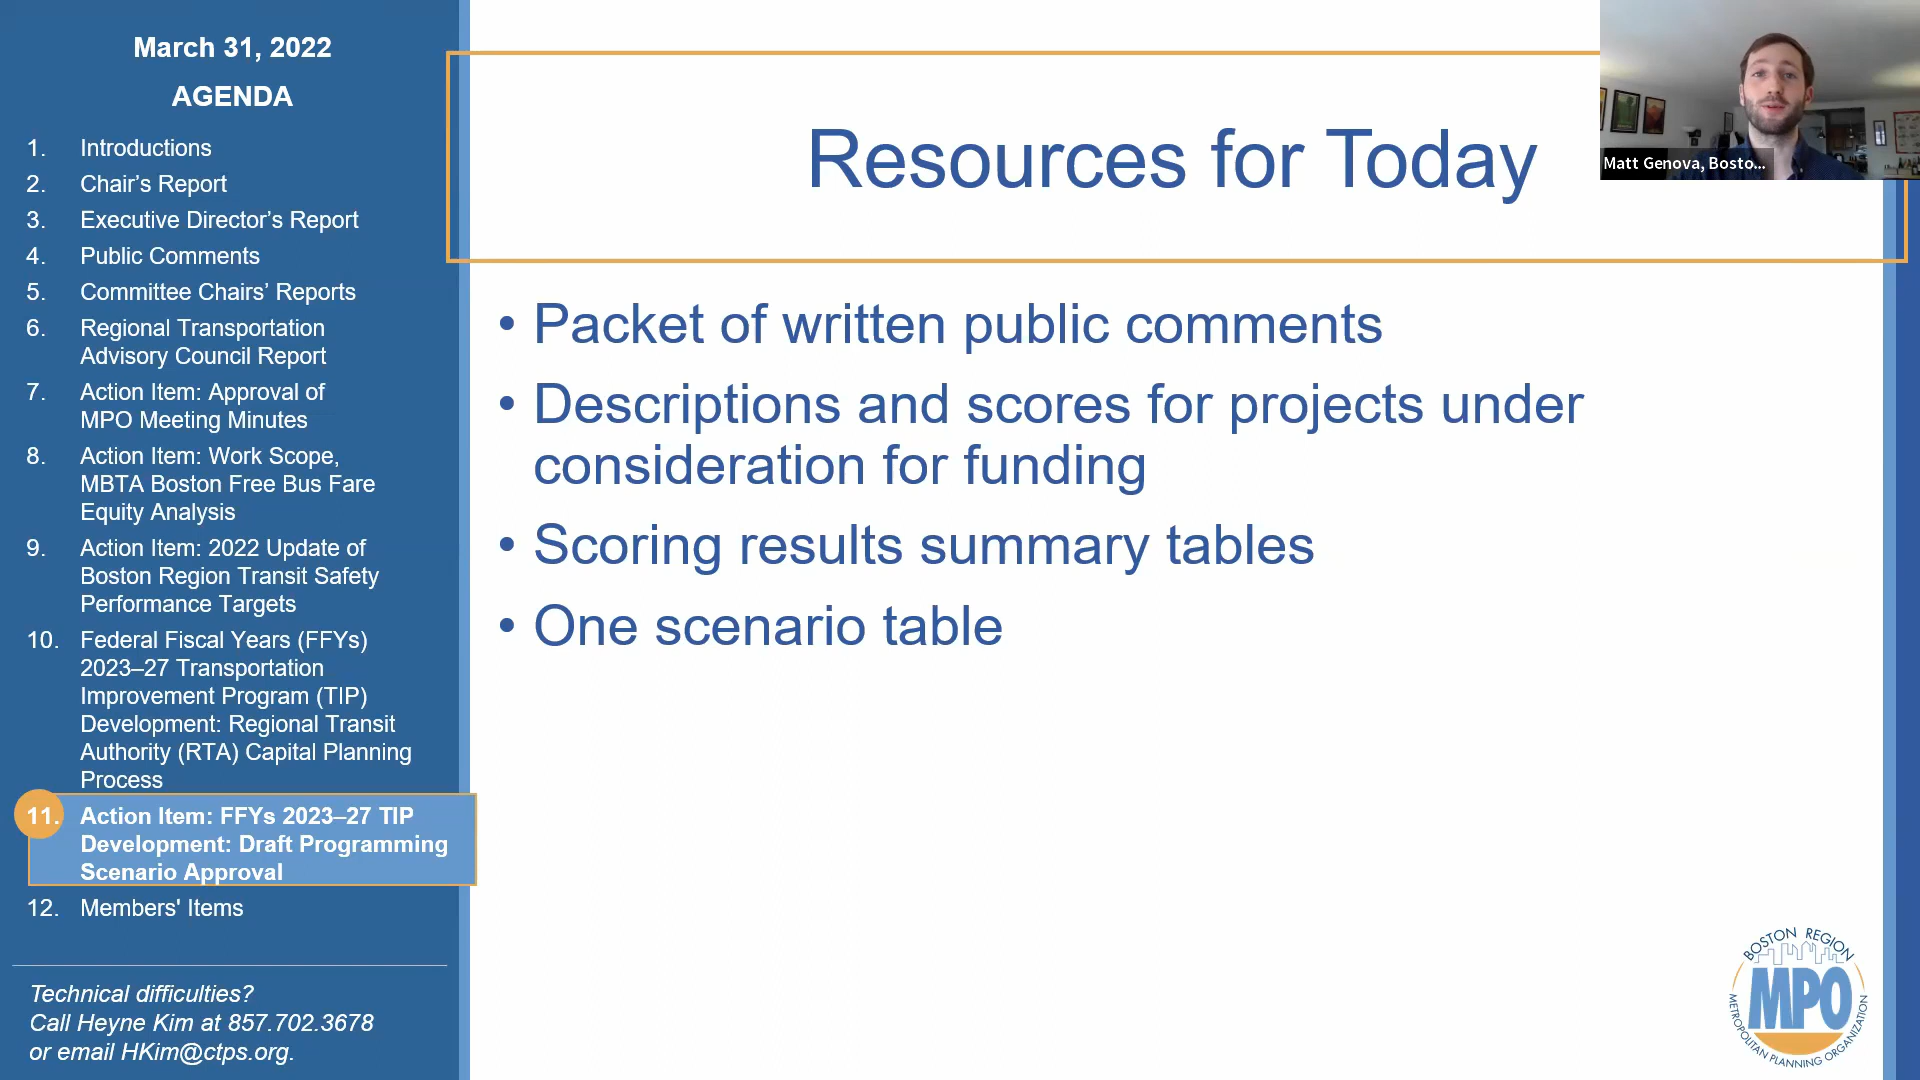 March 31, 2022
AGENDA
1. Introductions
2. Chair’s Report
3. Executive Director’s Report
4. Public Comments
5. Committee Chairs’ Reports
6. Regional Transportation
Advisory Council Report
7. Action Item: Approval of
MPO Meeting Minutes
8. Action Item: Work Scope,
MBTA Boston Free Bus Fare
Equity Analysis
9. Action Item: 2022 Update of
Boston Region Transit Safety
Performance Targets
10. Federal Fiscal Years (FFYs)
2023–27 Transportation
Improvement Program (TIP)
Development: Regional Transit
Authority (RTA) Capital Planning
Process
11. Action Item: FFYs 2023–27 TIP
Development: Draft Programming
Scenario Approval
12. Members' Items
Technical difficulties?
Call Heyne Kim at 857.702.3678
or email HKim@ctps.org.
Resources for Today
• Packet of written public comments
• Descriptions and scores for projects under
consideration for funding
• Scoring results summary tables
• One scenario table
Matt Genova, Bosto...
BOSTON REGION
MPO
METROPOLITAN PLANNING ORGANIZATION